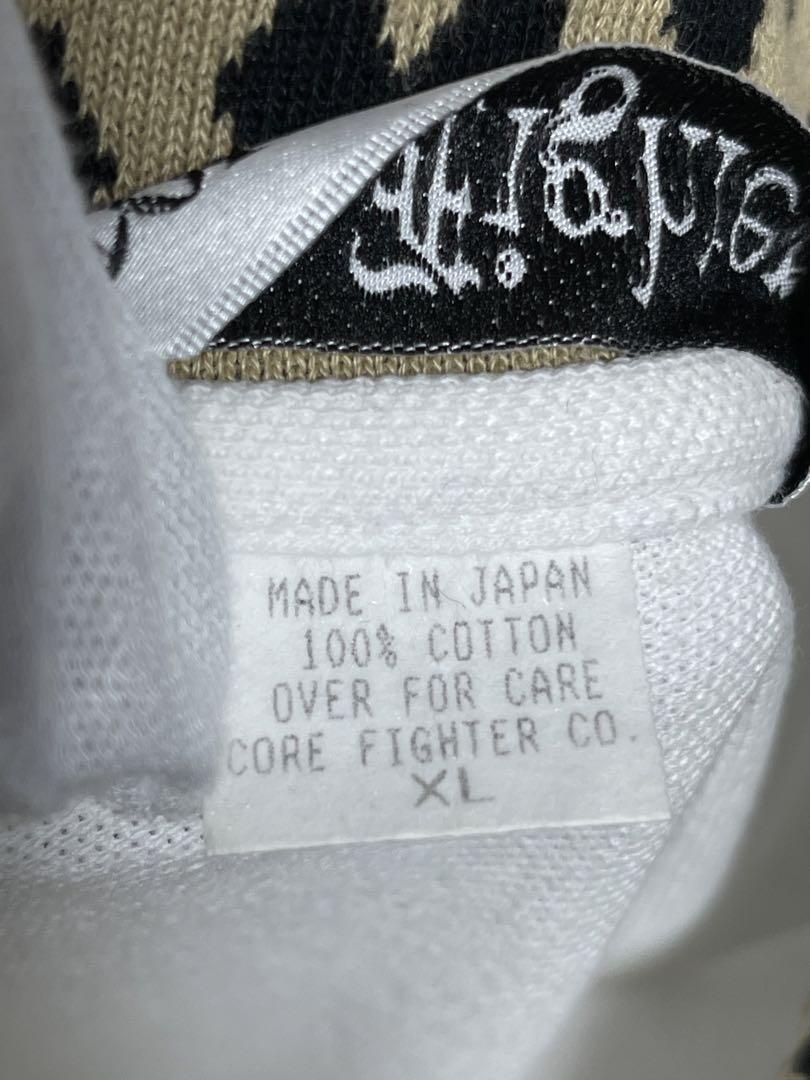 MADE IN JAPAN
100% COTTON
OVER FOR CARE
CORE FIGHTER CO.
XL